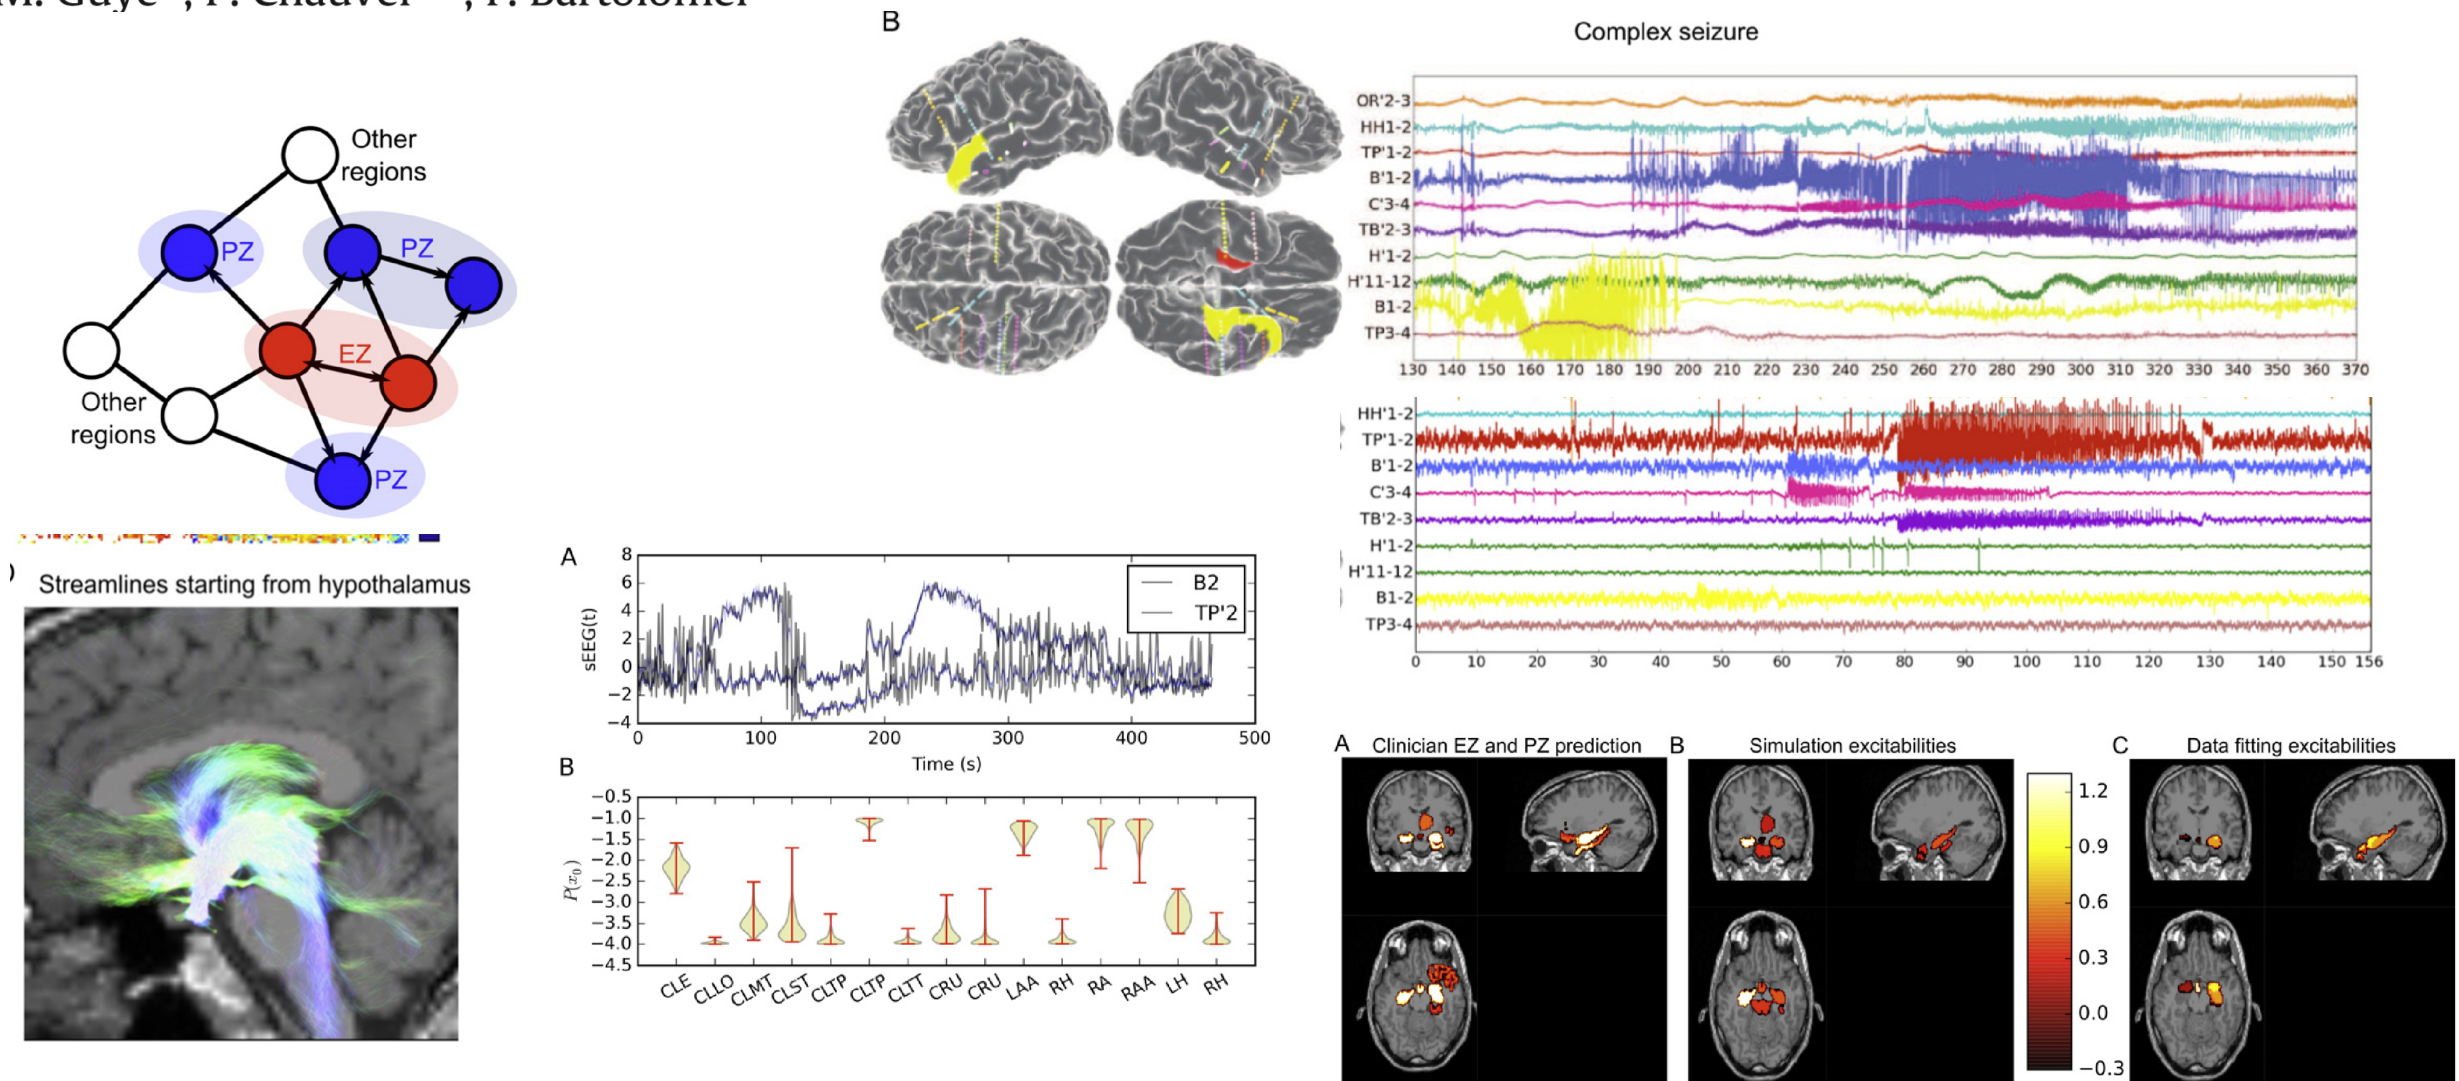 M. Guye , P. Chauvel , F. Bartolomei
Other
regions
PZ
PZ
EZ
Other
regions
PZ
Streamlines starting from hypothalamus
B
Complex seizure
OR'2-3
HH1-2
TP'1-2
B'1-2
C'3-4
TB'2-3
H'1-2
H'11-12
B1-2
TP3-4
130 140 150 160 170 180 190 200 210 220 230 240 250 260 270 280 290 300 310 320 330 340 350 360 370
HH'1-2
TP'1-2
B'1-2
C'3-4
TB'2-3
H'1-2
H'11-12
B1-2
TP3-4
0 10 20 30 40 50 60 70 80 90 100 110 120 130 140 150 156
A
8
6
4
2
0
−2
−4
sEEG(t)
B2
TP'2
0 100 200 300 400 500
Time (s)
B
−0.5
−1.0
−1.5
−2.0
−2.5
−3.0
−3.5
−4.0
−4.5
P(x₀)
CLE CLLO CLMT CLST CLTP CLTP CLTT CRU CRU LAA RH RA RAA LH RH
A Clinician EZ and PZ prediction
B Simulation excitabilities
1.2
0.9
0.6
0.3
0.0
−0.3
C Data fitting excitabilities